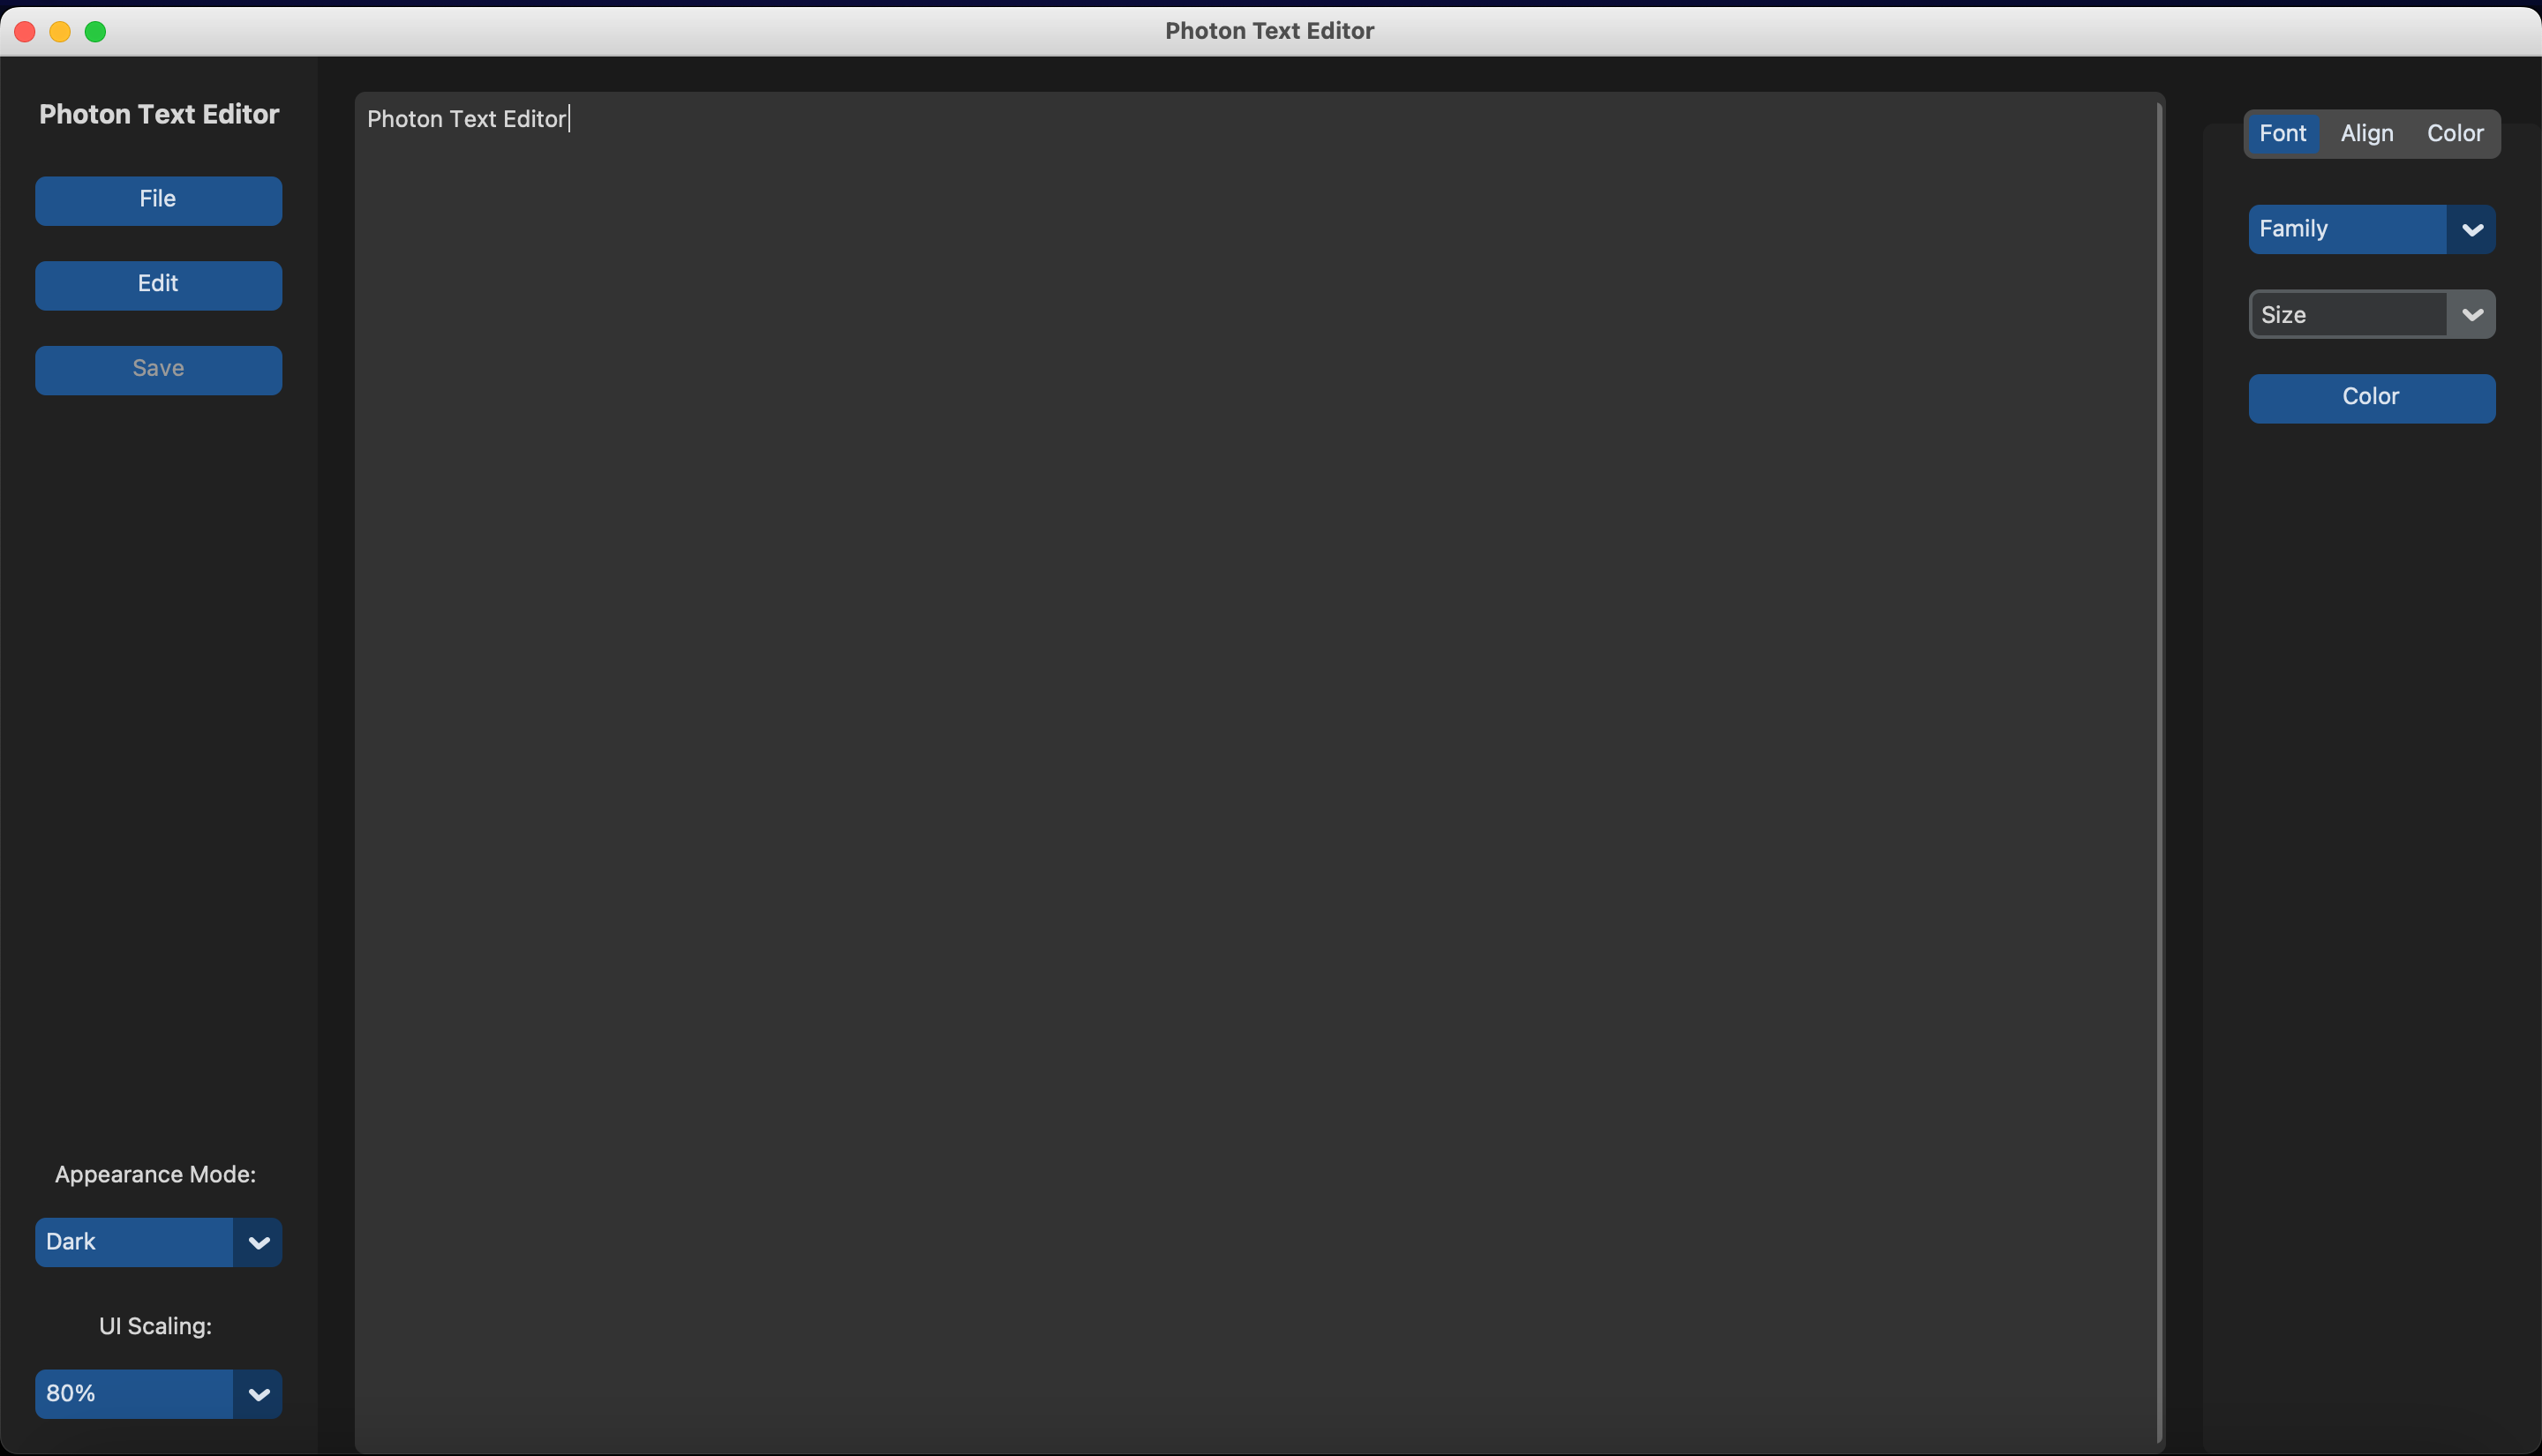 Photon Text Editor
Photon Text Editor
File
Edit
Save
Appearance Mode:
Dark
UI Scaling:
80%
Photon Text Editor
Font Align Color
Family
Size
Color